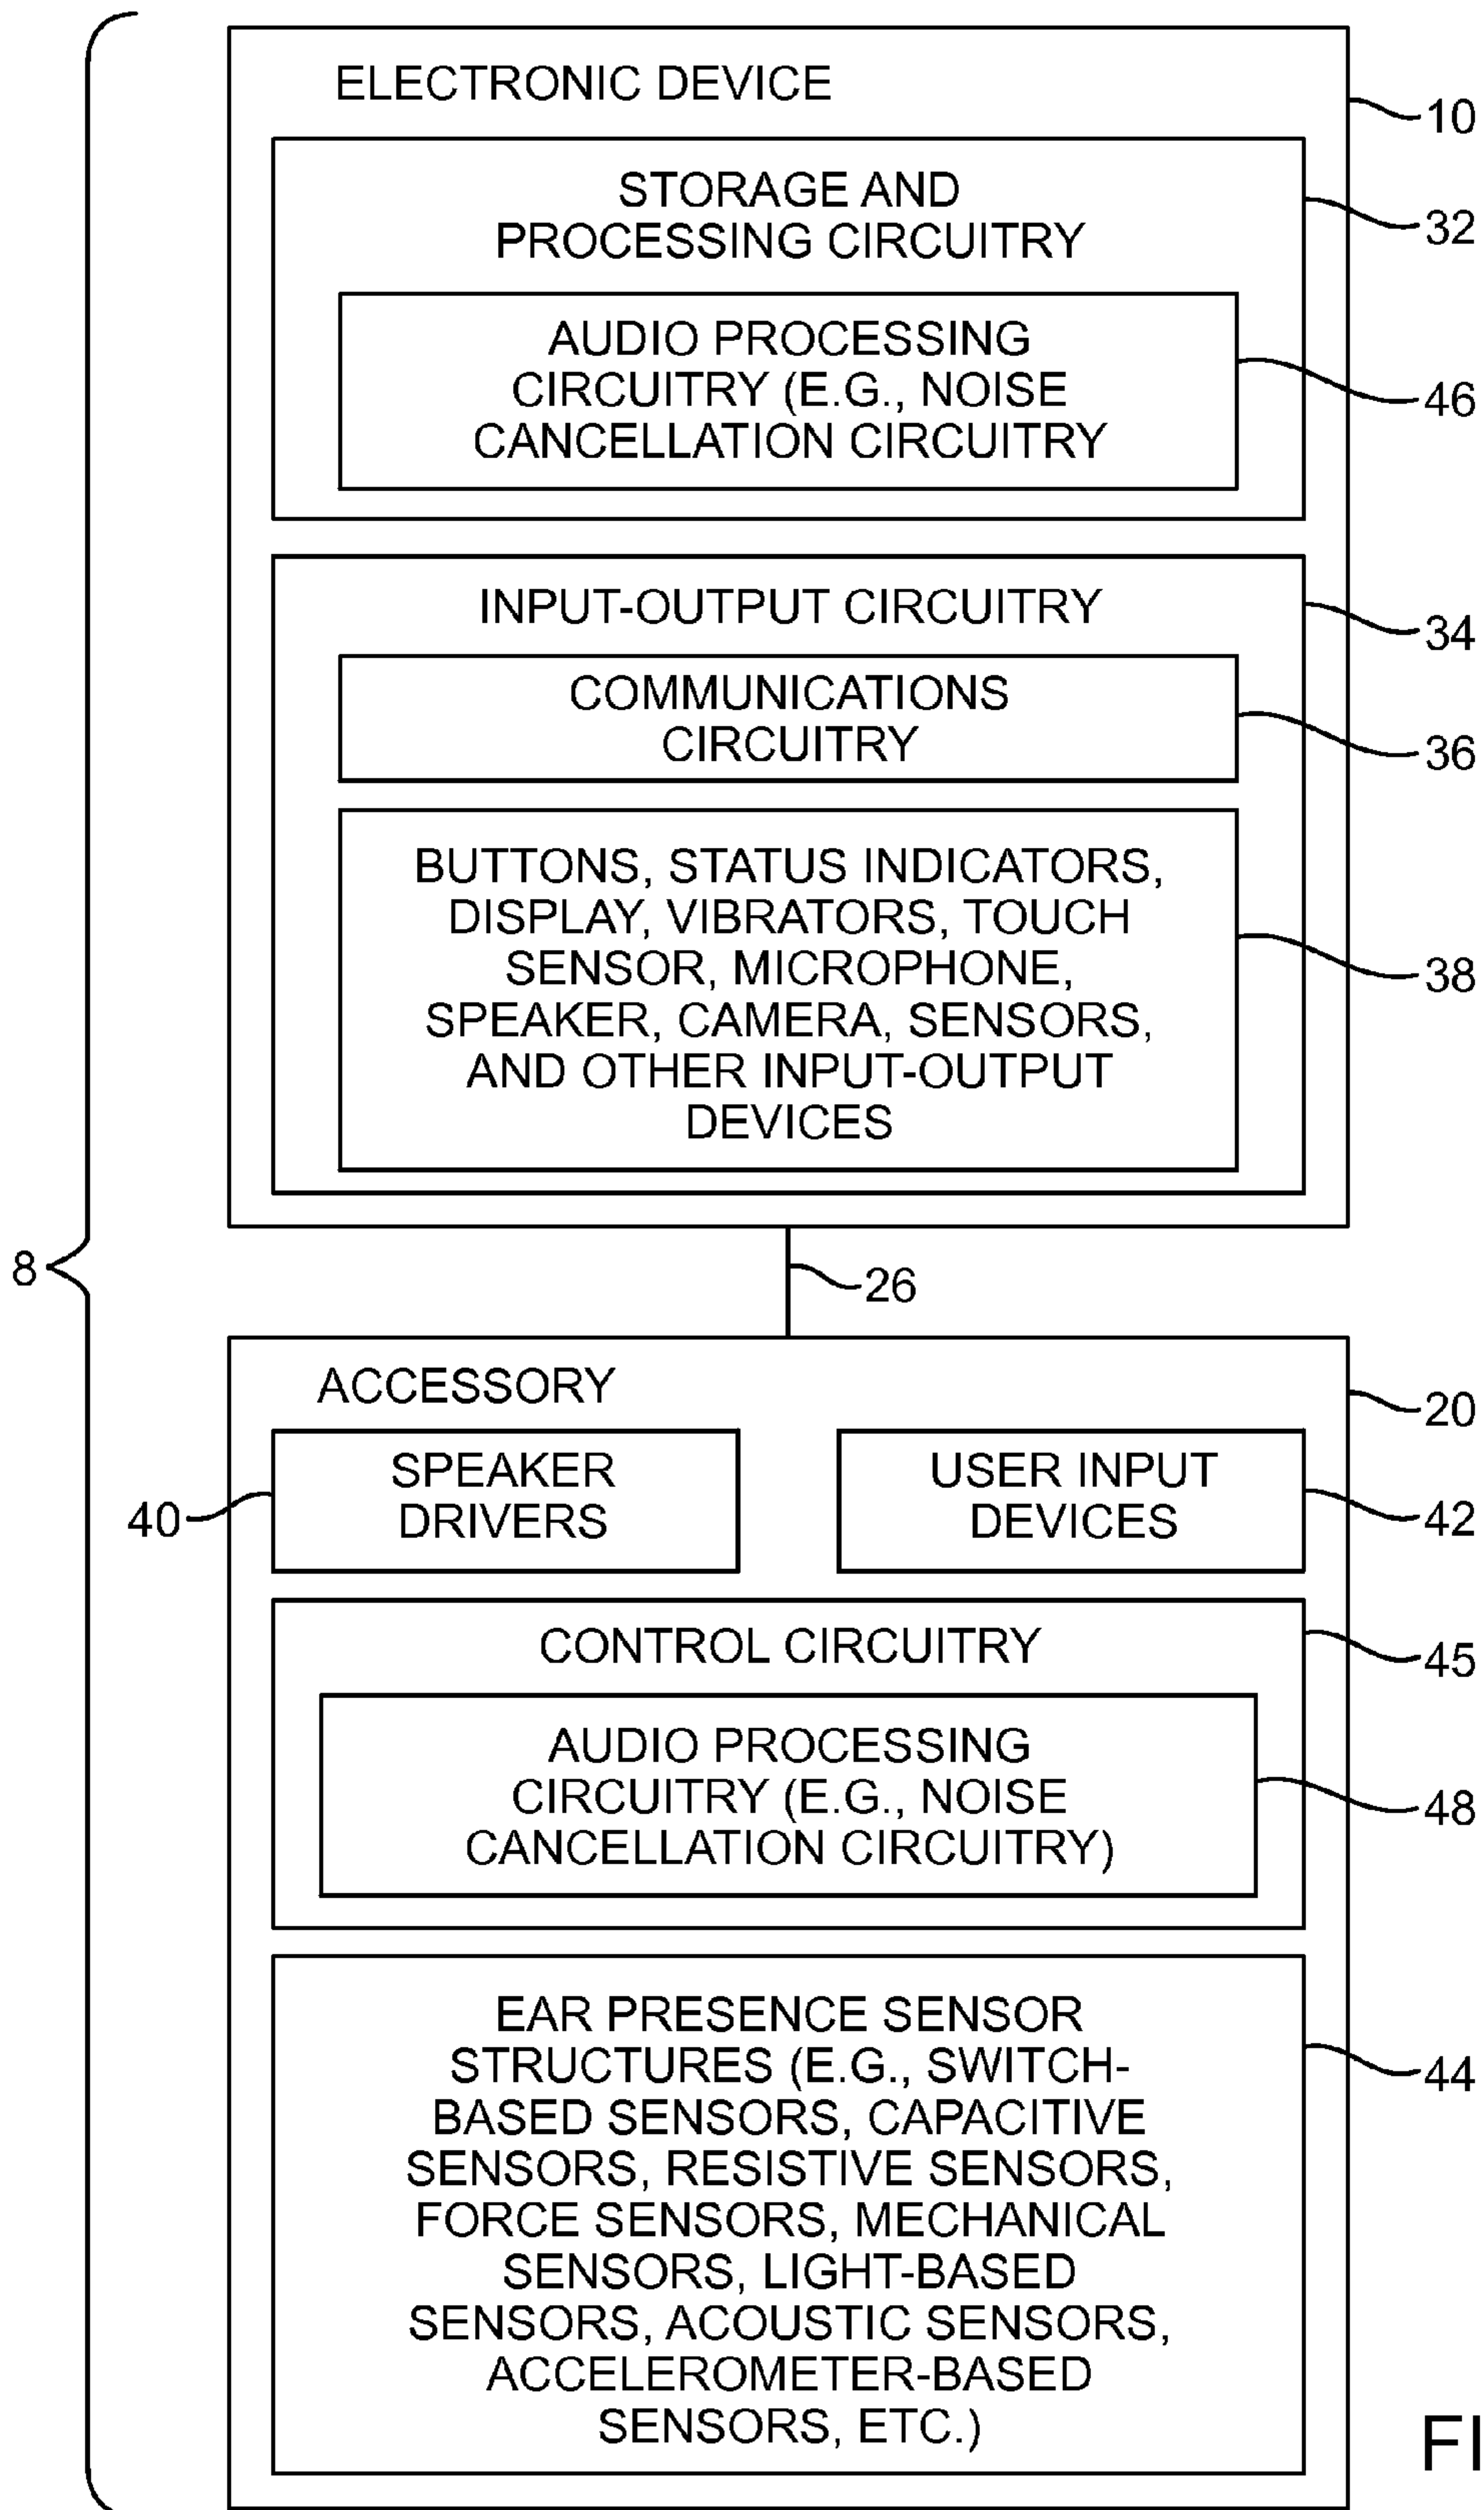 ELECTRONIC DEVICE
10
STORAGE AND
PROCESSING CIRCUITRY
32
AUDIO PROCESSING
CIRCUITRY (E.G., NOISE
CANCELLATION CIRCUITRY
46
INPUT-OUTPUT CIRCUITRY
34
COMMUNICATIONS
CIRCUITRY
36
BUTTONS, STATUS INDICATORS,
DISPLAY, VIBRATORS, TOUCH
SENSOR, MICROPHONE,
SPEAKER, CAMERA, SENSORS,
AND OTHER INPUT-OUTPUT
DEVICES
38
8
26
ACCESSORY
20
SPEAKER
DRIVERS
40
USER INPUT
DEVICES
42
CONTROL CIRCUITRY
45
AUDIO PROCESSING
CIRCUITRY (E.G., NOISE
CANCELLATION CIRCUITRY)
48
EAR PRESENCE SENSOR
STRUCTURES (E.G., SWITCH-
BASED SENSORS, CAPACITIVE
SENSORS, RESISTIVE SENSORS,
FORCE SENSORS, MECHANICAL
SENSORS, LIGHT-BASED
SENSORS, ACOUSTIC SENSORS,
ACCELEROMETER-BASED
SENSORS, ETC.)
44
FI